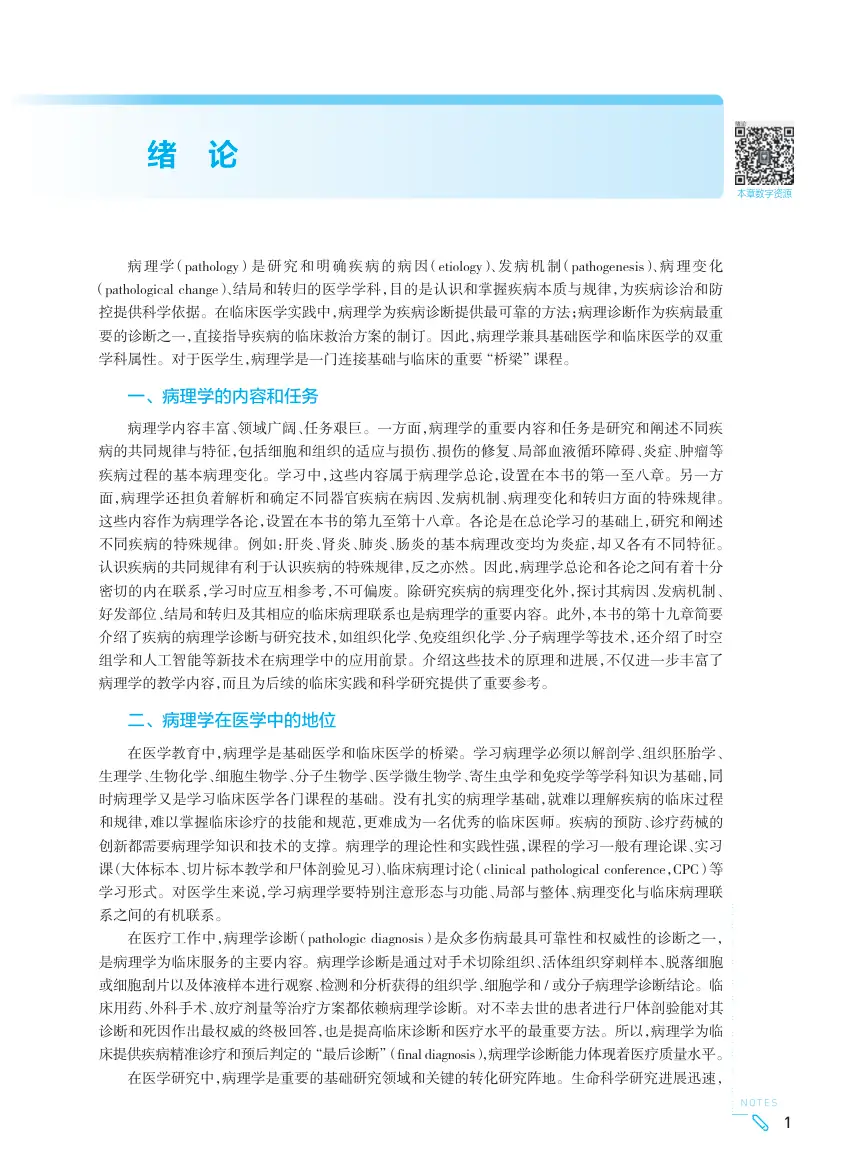 绪论
绪 论
本章数字资源
病理学（pathology）是研究和明确疾病的病因（etiology）、发病机制（pathogenesis）、病理变化
（pathological change）、结局和转归的医学学科，目的是认识和掌握疾病本质与规律，为疾病诊治和防
控提供科学依据。在临床医学实践中，病理学为疾病诊断提供最可靠的方法；病理诊断作为疾病最重
要的诊断之一，直接指导疾病的临床救治方案的制订。因此，病理学兼具基础医学和临床医学的双重
学科属性。对于医学生，病理学是一门连接基础与临床的重要“桥梁”课程。
一、病理学的内容和任务
病理学内容丰富、领域广阔、任务艰巨。一方面，病理学的重要内容和任务是研究和阐述不同疾
病的共同规律与特征，包括细胞和组织的适应与损伤、损伤的修复、局部血液循环障碍、炎症、肿瘤等
疾病过程的基本病理变化。学习中，这些内容属于病理学总论，设置在本书的第一至八章。另一方
面，病理学还担负着解析和确定不同器官疾病在病因、发病机制、病理变化和转归方面的特殊规律。
这些内容作为病理学各论，设置在本书的第九至第十八章。各论是在总论学习的基础上，研究和阐述
不同疾病的特殊规律。例如：肝炎、肾炎、肺炎、肠炎的基本病理改变均为炎症，却又各有不同特征。
认识疾病的共同规律有利于认识疾病的特殊规律，反之亦然。因此，病理学总论和各论之间有着十分
密切的内在联系，学习时应互相参考，不可偏废。除研究疾病的病理变化外，探讨其病因、发病机制、
好发部位、结局和转归及其相应的临床病理联系也是病理学的重要内容。此外，本书的第十九章简要
介绍了疾病的病理学诊断与研究技术，如组织化学、免疫组织化学、分子病理学等技术，还介绍了时空
组学和人工智能等新技术在病理学中的应用前景。介绍这些技术的原理和进展，不仅进一步丰富了
病理学的教学内容，而且为后续的临床实践和科学研究提供了重要参考。
二、病理学在医学中的地位
在医学教育中，病理学是基础医学和临床医学的桥梁。学习病理学必须以解剖学、组织胚胎学、
生理学、生物化学、细胞生物学、分子生物学、医学微生物学、寄生虫学和免疫学等学科知识为基础，同
时病理学又是学习临床医学各门课程的基础。没有扎实的病理学基础，就难以理解疾病的临床过程
和规律，难以掌握临床诊疗的技能和规范，更难成为一名优秀的临床医师。疾病的预防、诊疗药械的
创新都需要病理学知识和技术的支撑。病理学的理论性和实践性强，课程的学习一般有理论课、实习
课（大体标本、切片标本教学和尸体剖验见习）、临床病理讨论（clinical pathological conference，CPC）等
学习形式。对医学生来说，学习病理学要特别注意形态与功能、局部与整体、病理变化与临床病理联
系之间的有机联系。
在医疗工作中，病理学诊断（pathologic diagnosis）是众多伤病最具可靠性和权威性的诊断之一，
是病理学为临床服务的主要内容。病理学诊断是通过对手术切除组织、活体组织穿刺样本、脱落细胞
或细胞刮片以及体液样本进行观察、检测和分析获得的组织学、细胞学和 / 或分子病理学诊断结论。临
床用药、外科手术、放疗剂量等治疗方案都依赖病理学诊断。对不幸去世的患者进行尸体剖验能对其
诊断和死因作出最权威的终极回答，也是提高临床诊断和医疗水平的最重要方法。所以，病理学为临
床提供疾病精准诊疗和预后判定的“最后诊断”（final diagnosis），病理学诊断能力体现着医疗质量水平。
在医学研究中，病理学是重要的基础研究领域和关键的转化研究阵地。生命科学研究进展迅速，
NOTES
1